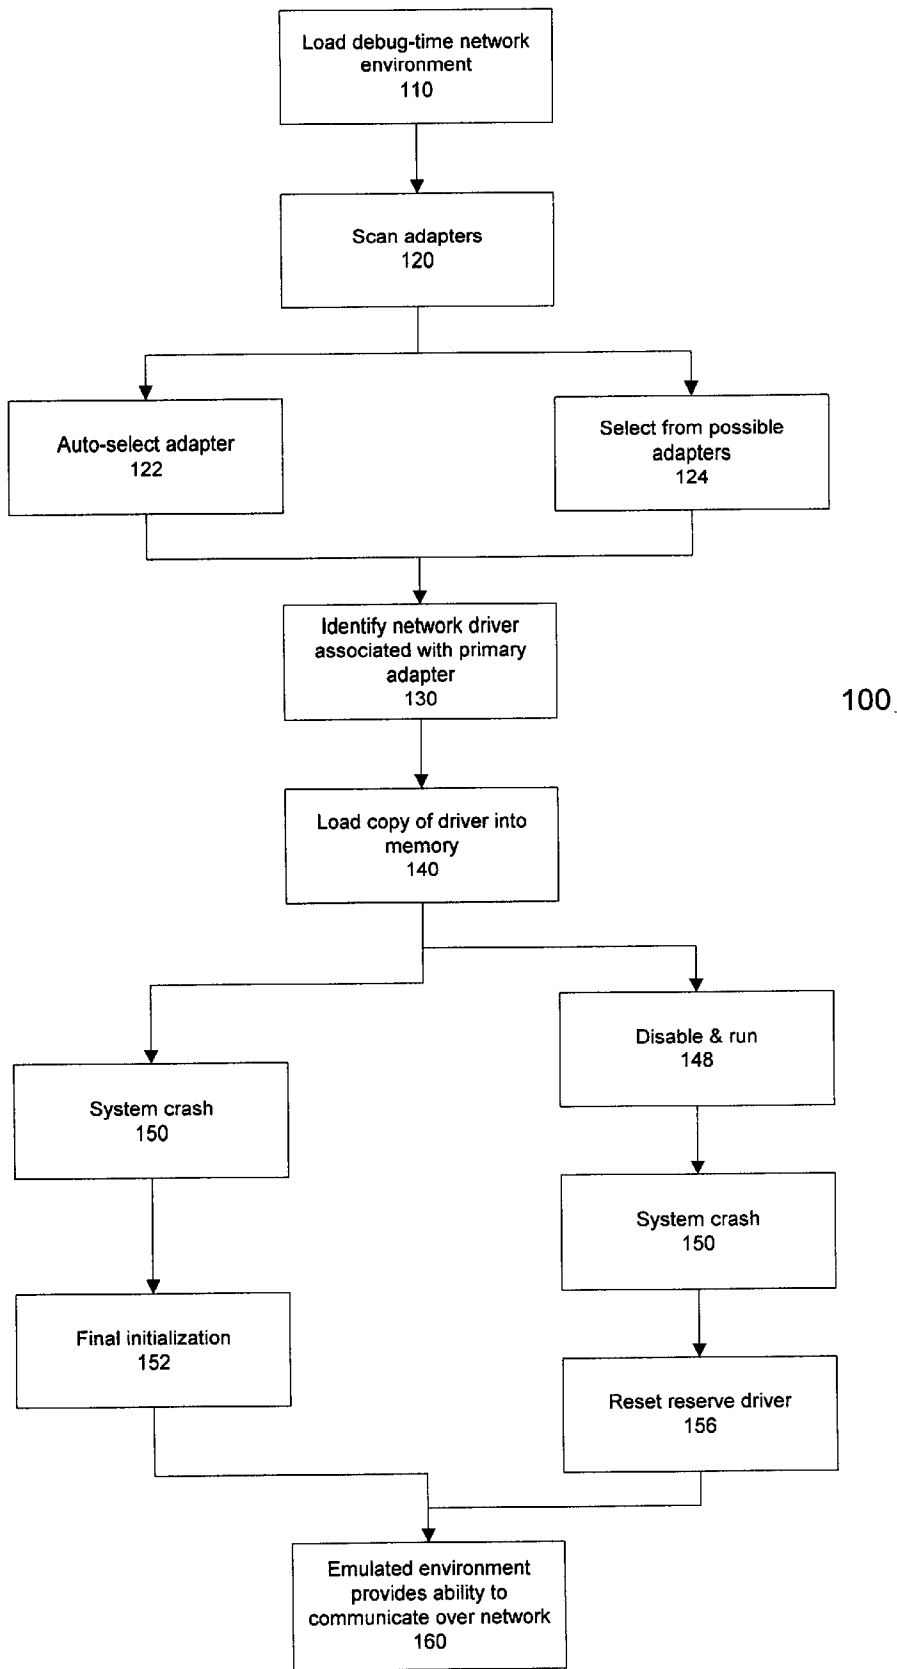 Load debug-time network
environment
110
Scan adapters
120
Auto-select adapter
122
Select from possible
adapters
124
Identify network driver
associated with primary
adapter
130
100
Load copy of driver into
memory
140
Disable & run
148
System crash
150
System crash
150
Final initialization
152
Reset reserve driver
156
Emulated environment
provides ability to
communicate over network
160